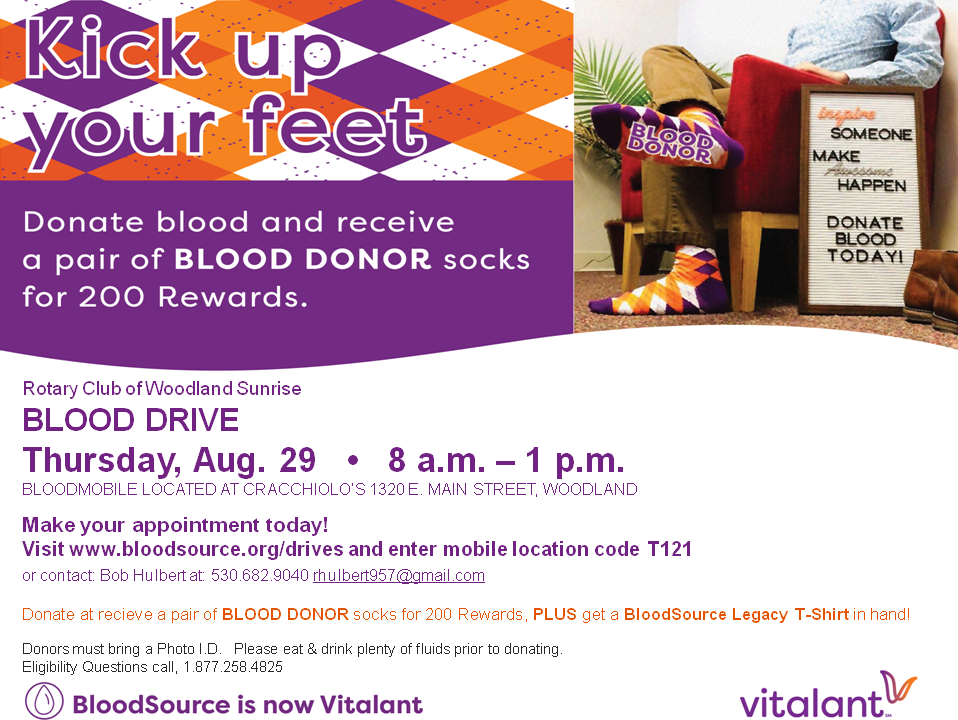 Kick up
your feet
Donate blood and receive
a pair of BLOOD DONOR socks
for 200 Rewards.
BLOOD
DONOR
inspire
SOMEONE
MAKE
Awesome
HAPPEN
DONATE
BLOOD
TODAY!
Rotary Club of Woodland Sunrise
BLOOD DRIVE
Thursday, Aug. 29 • 8 a.m. – 1 p.m.
BLOODMOBILE LOCATED AT CRACCHIOLO'S 1320 E. MAIN STREET, WOODLAND
Make your appointment today!
Visit www.bloodsource.org/drives and enter mobile location code T121
or contact: Bob Hulbert at: 530.682.9040 rhulbert957@gmail.com
Donate at recieve a pair of BLOOD DONOR socks for 200 Rewards, PLUS get a BloodSource Legacy T-Shirt in hand!
Donors must bring a Photo I.D. Please eat & drink plenty of fluids prior to donating.
Eligibility Questions call, 1.877.258.4825
BloodSource is now Vitalant
vitalant SM